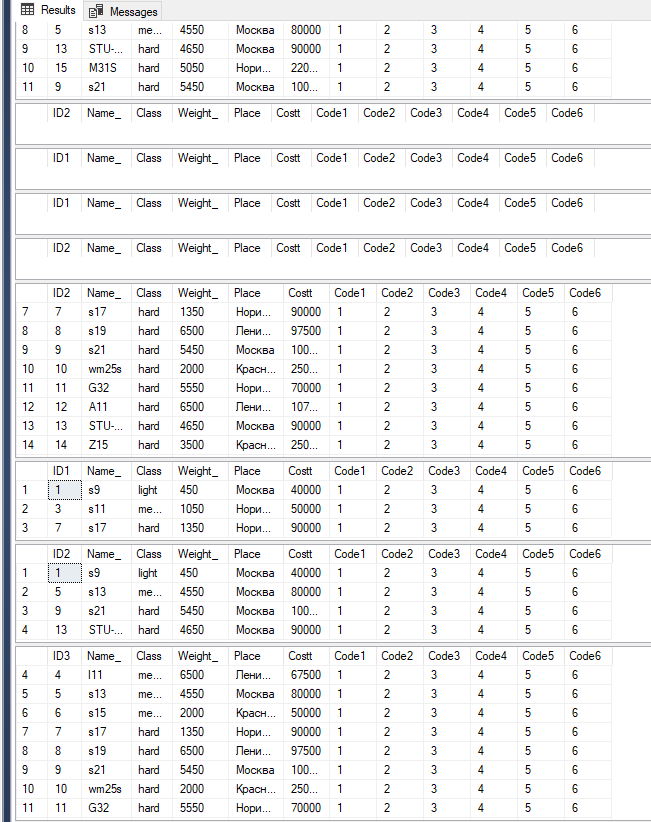 Results Messages
8 5 s13 me... 4550 Москва 80000 1 2 3 4 5 6
9 13 STU-... hard 4650 Москва 90000 1 2 3 4 5 6
10 15 M31S hard 5050 Нори... 220... 1 2 3 4 5 6
11 9 s21 hard 5450 Москва 100... 1 2 3 4 5 6
ID2 Name_ Class Weight_ Place Costt Code1 Code2 Code3 Code4 Code5 Code6
ID1 Name_ Class Weight_ Place Costt Code1 Code2 Code3 Code4 Code5 Code6
ID1 Name_ Class Weight_ Place Costt Code1 Code2 Code3 Code4 Code5 Code6
ID2 Name_ Class Weight_ Place Costt Code1 Code2 Code3 Code4 Code5 Code6
ID2 Name_ Class Weight_ Place Costt Code1 Code2 Code3 Code4 Code5 Code6
7 7 s17 hard 1350 Нори... 90000 1 2 3 4 5 6
8 8 s19 hard 6500 Лени... 97500 1 2 3 4 5 6
9 9 s21 hard 5450 Москва 100... 1 2 3 4 5 6
10 10 wm25s hard 2000 Красн... 250... 1 2 3 4 5 6
11 11 G32 hard 5550 Нори... 70000 1 2 3 4 5 6
12 12 A11 hard 6500 Лени... 107... 1 2 3 4 5 6
13 13 STU-... hard 4650 Москва 90000 1 2 3 4 5 6
14 14 Z15 hard 3500 Красн... 250... 1 2 3 4 5 6
ID1 Name_ Class Weight_ Place Costt Code1 Code2 Code3 Code4 Code5 Code6
1 1 s9 light 450 Москва 40000 1 2 3 4 5 6
2 3 s11 me... 1050 Нори... 50000 1 2 3 4 5 6
3 7 s17 hard 1350 Нори... 90000 1 2 3 4 5 6
ID2 Name_ Class Weight_ Place Costt Code1 Code2 Code3 Code4 Code5 Code6
1 1 s9 light 450 Москва 40000 1 2 3 4 5 6
2 5 s13 me... 4550 Москва 80000 1 2 3 4 5 6
3 9 s21 hard 5450 Москва 100... 1 2 3 4 5 6
4 13 STU-... hard 4650 Москва 90000 1 2 3 4 5 6
ID3 Name_ Class Weight_ Place Costt Code1 Code2 Code3 Code4 Code5 Code6
4 4 l11 me... 6500 Лени... 67500 1 2 3 4 5 6
5 5 s13 me... 4550 Москва 80000 1 2 3 4 5 6
6 6 s15 me... 2000 Красн... 50000 1 2 3 4 5 6
7 7 s17 hard 1350 Нори... 90000 1 2 3 4 5 6
8 8 s19 hard 6500 Лени... 97500 1 2 3 4 5 6
9 9 s21 hard 5450 Москва 100... 1 2 3 4 5 6
10 10 wm25s hard 2000 Красн... 250... 1 2 3 4 5 6
11 11 G32 hard 5550 Нори... 70000 1 2 3 4 5 6